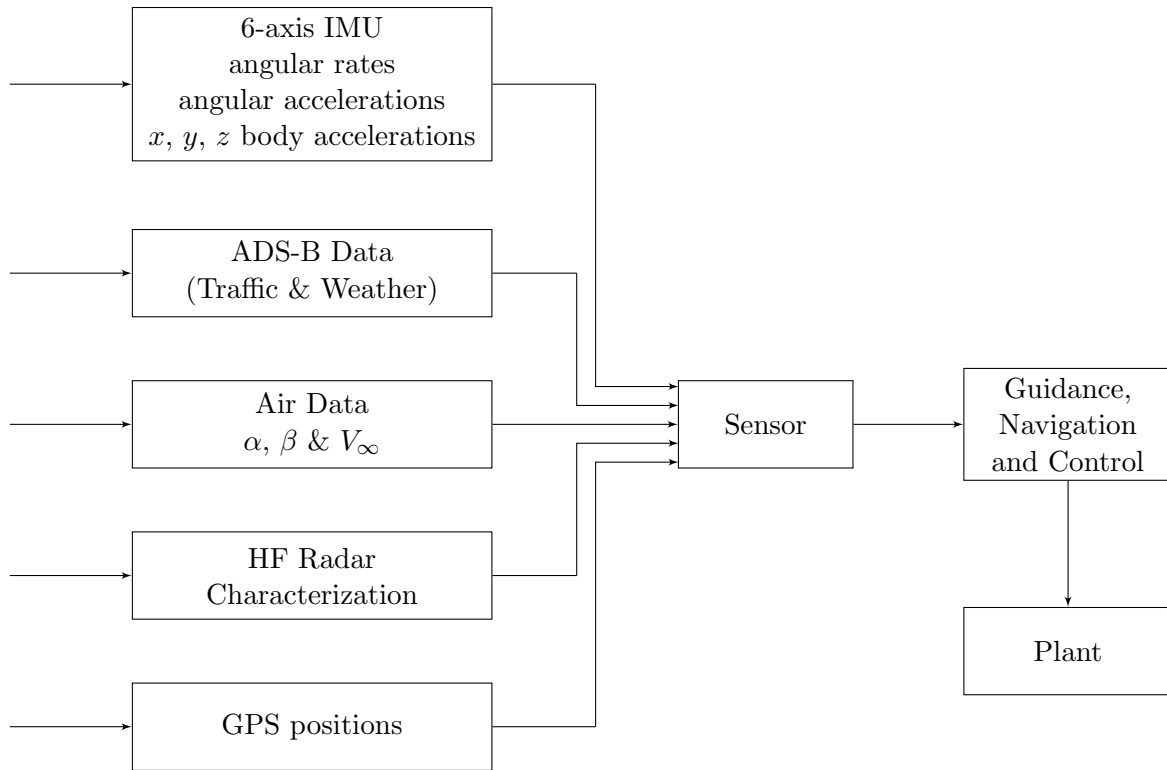 6-axis IMU
angular rates
angular accelerations
x, y, z body accelerations
ADS-B Data
(Traffic & Weather)
Air Data
α, β & V∞
HF Radar
Characterization
GPS positions
Sensor
Guidance,
Navigation
and Control
Plant